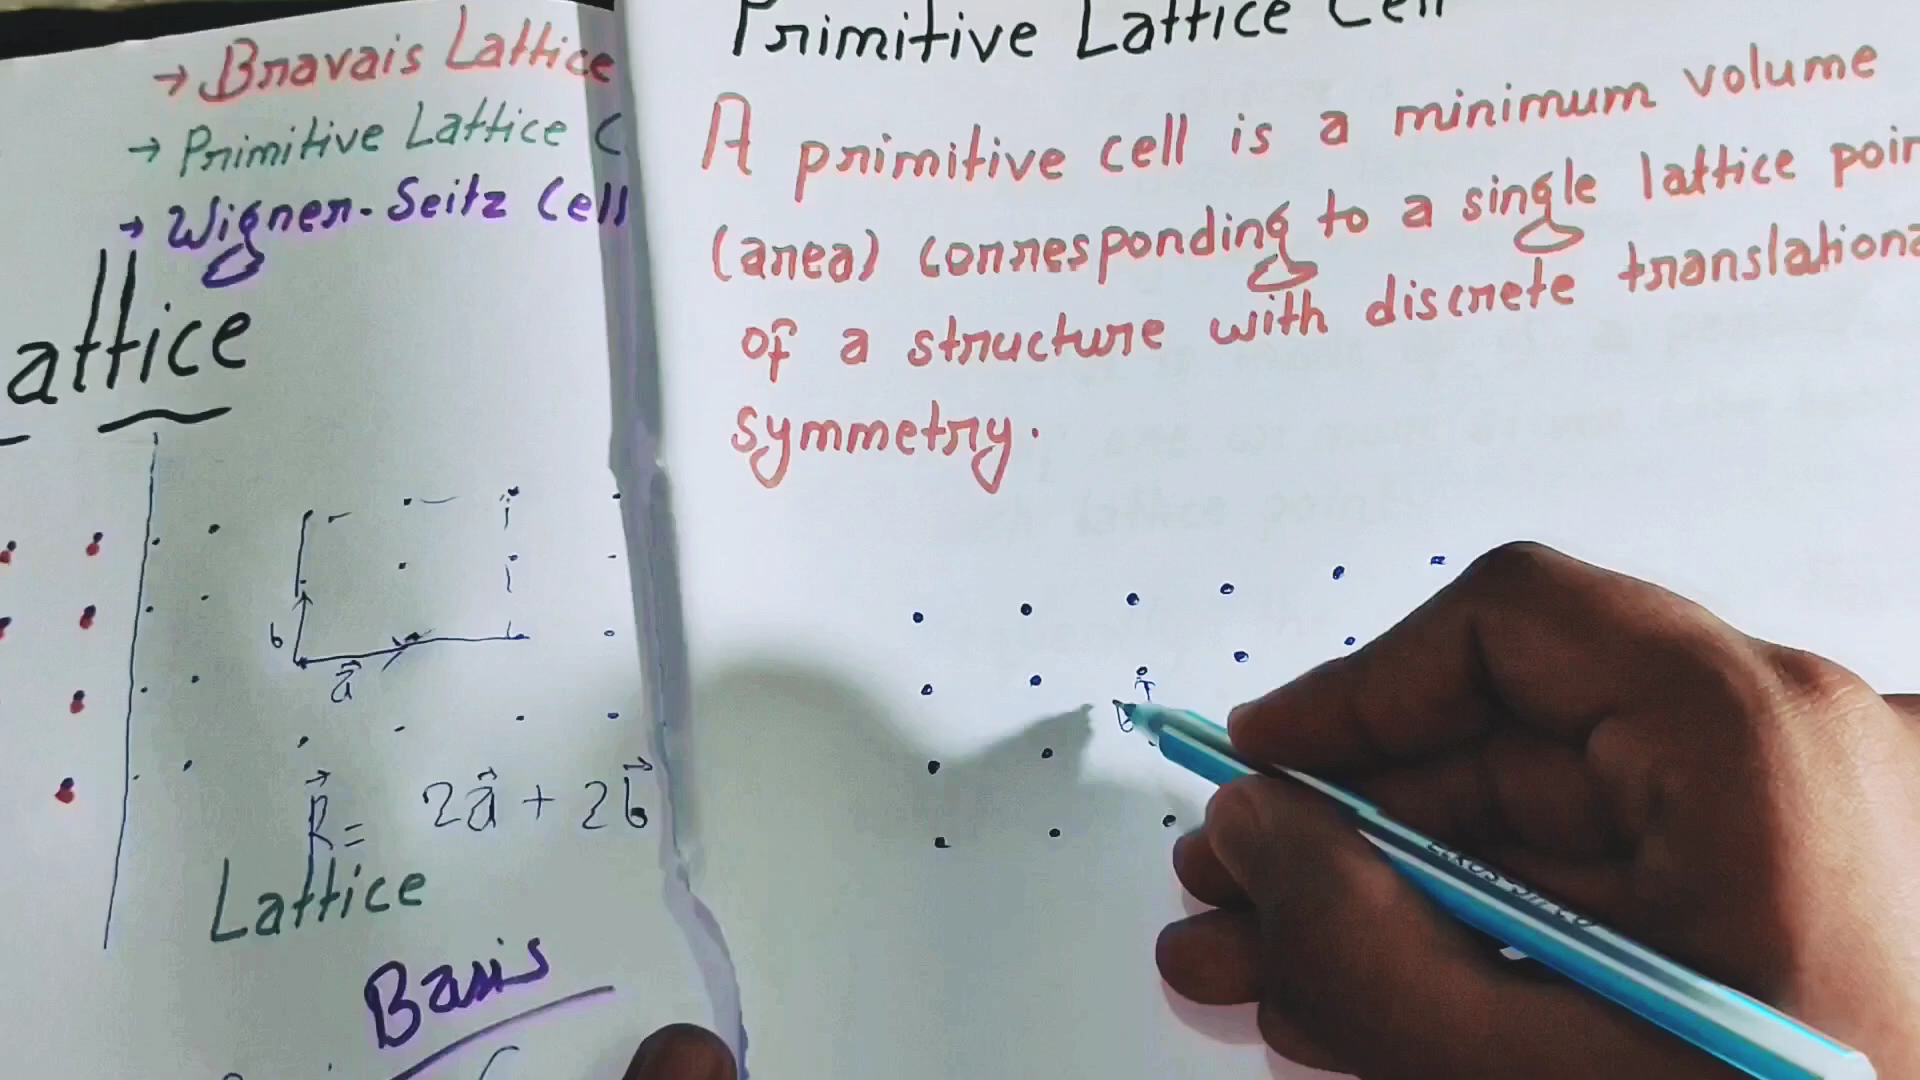 → Bravais Lattice
→ Primitive Lattice C
→ Wigner-Seitz Cell
attice
b
a⃗
R⃗ = 2a⃗ + 2b⃗
Lattice
Basis
Primitive Lattice Cell
A primitive cell is a minimum volume
(area) corresponding to a single lattice poin
of a structure with discrete translationa
symmetry.
b